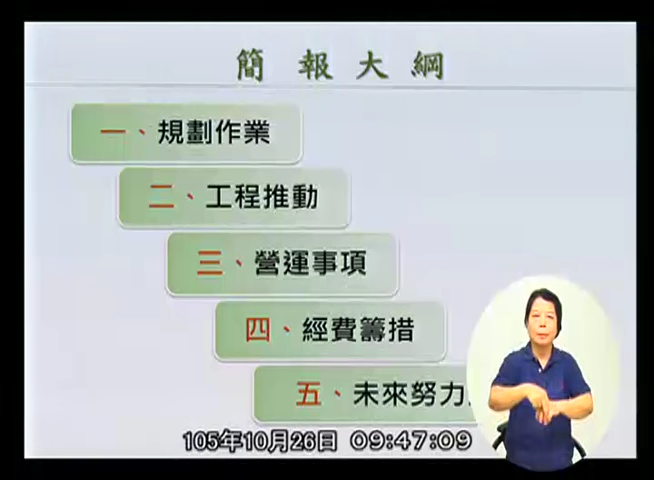 簡報大綱
一、規劃作業
二、工程推動
三、營運事項
四、經費籌措
五、未來努力
105年10月26日 09:47:09